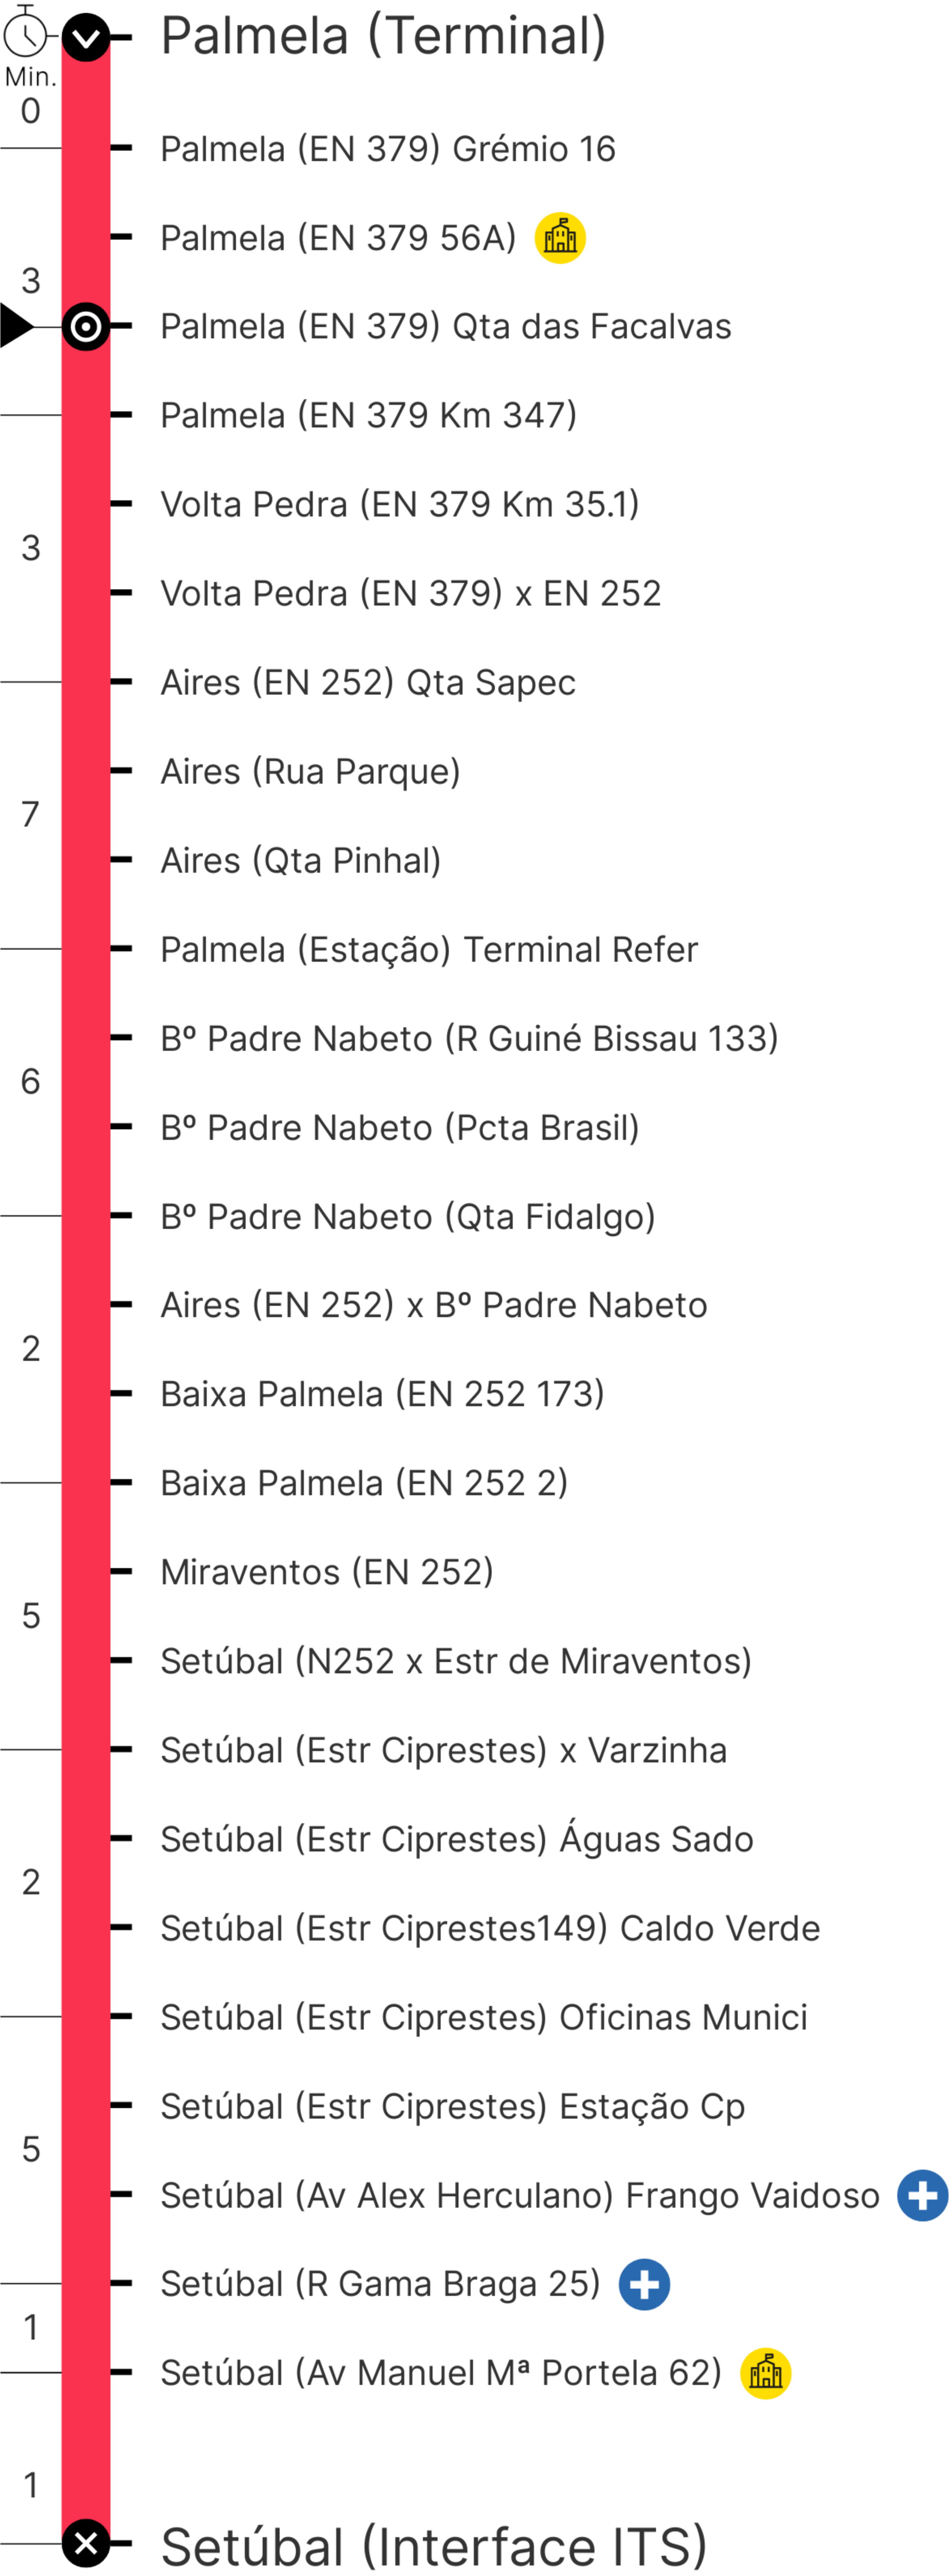 Palmela (Terminal)
Min.
0
Palmela (EN 379) Grémio 16
Palmela (EN 379 56A)
3
Palmela (EN 379) Qta das Facalvas
Palmela (EN 379 Km 347)
Volta Pedra (EN 379 Km 35.1)
3
Volta Pedra (EN 379) x EN 252
Aires (EN 252) Qta Sapec
Aires (Rua Parque)
7
Aires (Qta Pinhal)
Palmela (Estação) Terminal Refer
Bº Padre Nabeto (R Guiné Bissau 133)
6
Bº Padre Nabeto (Pcta Brasil)
Bº Padre Nabeto (Qta Fidalgo)
Aires (EN 252) x Bº Padre Nabeto
2
Baixa Palmela (EN 252 173)
Baixa Palmela (EN 252 2)
Miraventos (EN 252)
5
Setúbal (N252 x Estr de Miraventos)
Setúbal (Estr Ciprestes) x Varzinha
Setúbal (Estr Ciprestes) Águas Sado
2
Setúbal (Estr Ciprestes149) Caldo Verde
Setúbal (Estr Ciprestes) Oficinas Munici
Setúbal (Estr Ciprestes) Estação Cp
5
Setúbal (Av Alex Herculano) Frango Vaidoso
Setúbal (R Gama Braga 25)
1
Setúbal (Av Manuel Mª Portela 62)
1
Setúbal (Interface ITS)